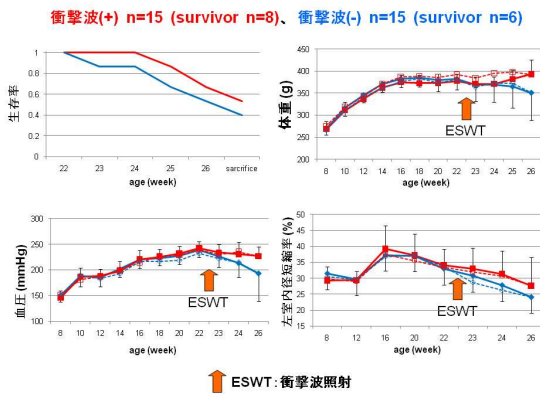 衝撃波(+) n=15 (survivor n=8)、衝撃波(-) n=15 (survivor n=6)
生存率
1
0.8
0.6
0.4
0.2
0
22 23 24 25 26 sarcrifice
age (week)
体重 (g)
450
400
350
300
250
200
8 10 12 14 16 18 20 22 23 24 25 26
ESWT
age (week)
血圧 (mmHg)
300
250
200
150
100
8 10 12 14 16 18 20 22 23 24 26
ESWT
age (week)
左室内径短縮率 (%)
50
45
40
35
30
25
20
15
8 12 16 20 22 23 24 26
ESWT
age (week)
ESWT：衝撃波照射